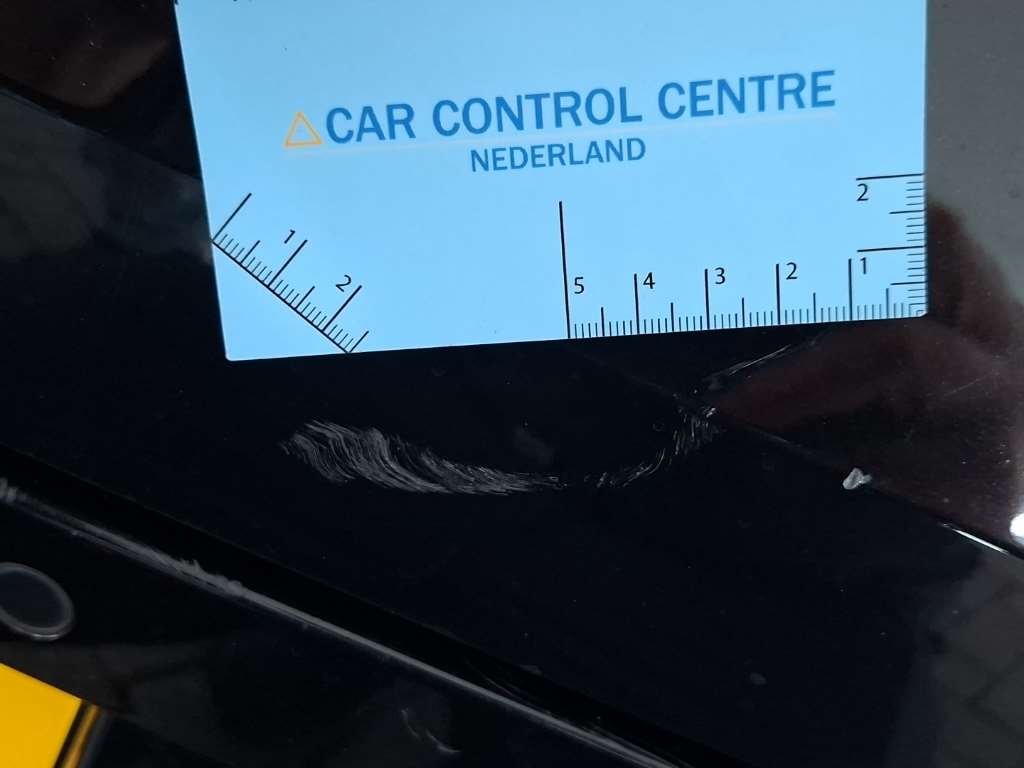 CAR CONTROL CENTRE
NEDERLAND
1 2
5 4 3 2 1
2